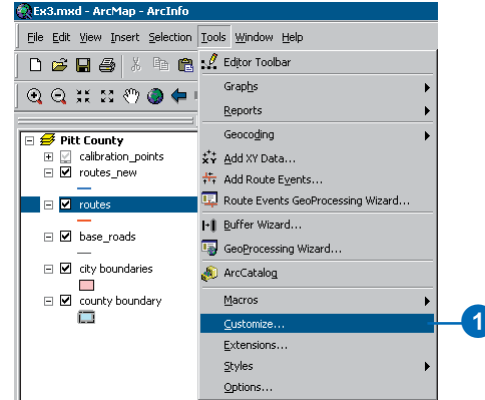 Ex3.mxd - ArcMap - ArcInfo
File Edit View Insert Selection Tools Window Help
Editor Toolbar
Graphs
Reports
Geocoding
Add XY Data...
Add Route Events...
Route Events GeoProcessing Wizard...
Buffer Wizard...
GeoProcessing Wizard...
ArcCatalog
Macros
Customize...
1
Extensions...
Styles
Options...
Pitt County
calibration_points
routes_new
routes
base_roads
city boundaries
county boundary